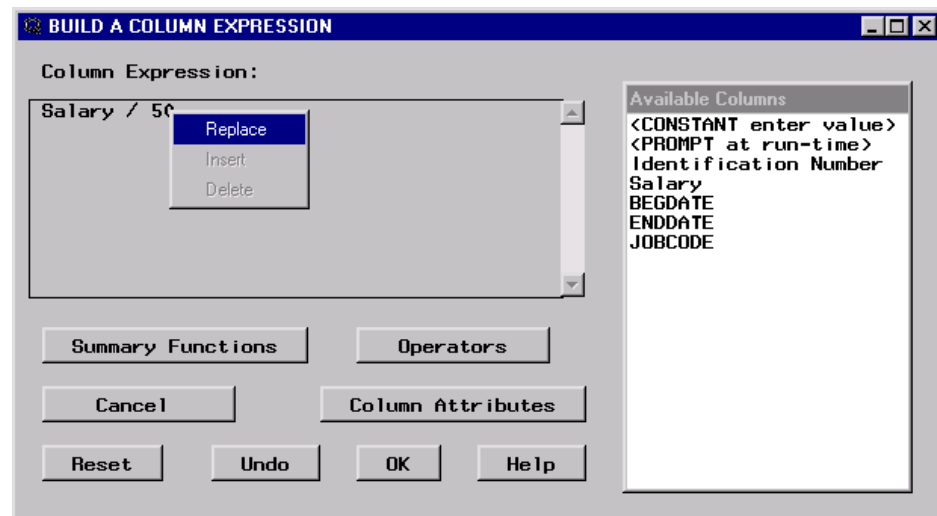 BUILD A COLUMN EXPRESSION
Column Expression:
Salary / 50
Replace
Insert
Delete
Available Columns
<CONSTANT enter value>
<PROMPT at run-time>
Identification Number
Salary
BEGDATE
ENDDATE
JOBCODE
Summary Functions
Operators
Cancel
Column Attributes
Reset
Undo
OK
Help